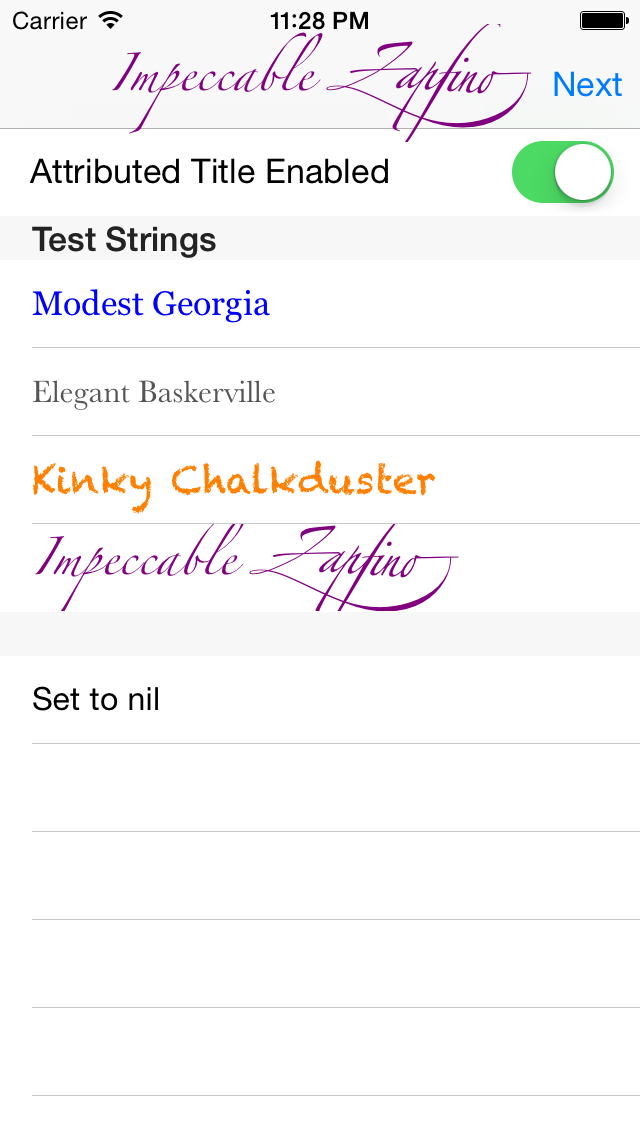 Carrier 11:28 PM
Impeccable Zapfino Next
Attributed Title Enabled
Test Strings
Modest Georgia
Elegant Baskerville
Kinky Chalkduster
Impeccable Zapfino
Set to nil